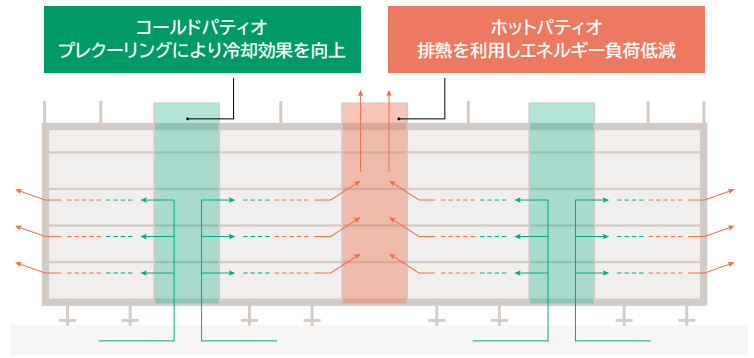 コールドパティオ
プレクーリングにより冷却効果を向上
ホットパティオ
排熱を利用しエネルギー負荷低減